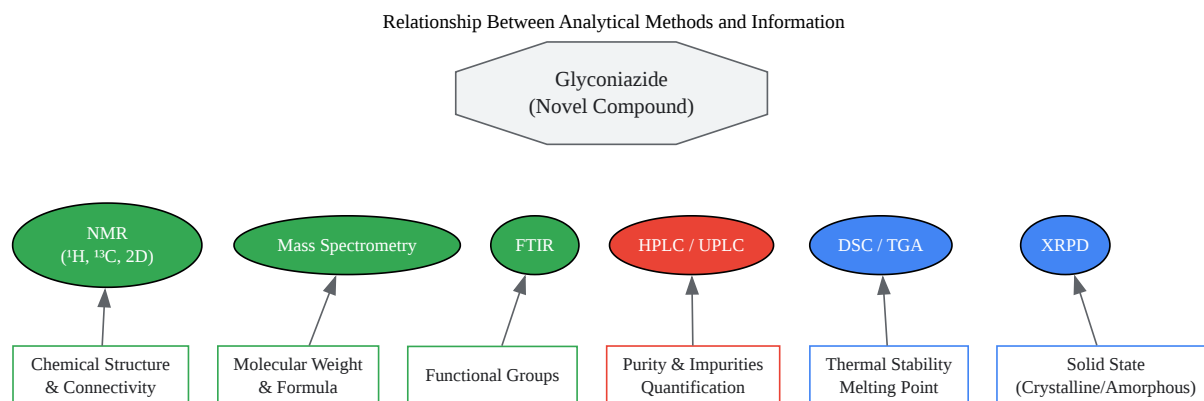 Relationship Between Analytical Methods and Information
Glyconiazide
(Novel Compound)
NMR
(¹H, ¹³C, 2D)
Mass Spectrometry
FTIR
HPLC / UPLC
DSC / TGA
XRPD
Chemical Structure
& Connectivity
Molecular Weight
& Formula
Functional Groups
Purity & Impurities
Quantification
Thermal Stability
Melting Point
Solid State
(Crystalline/Amorphous)